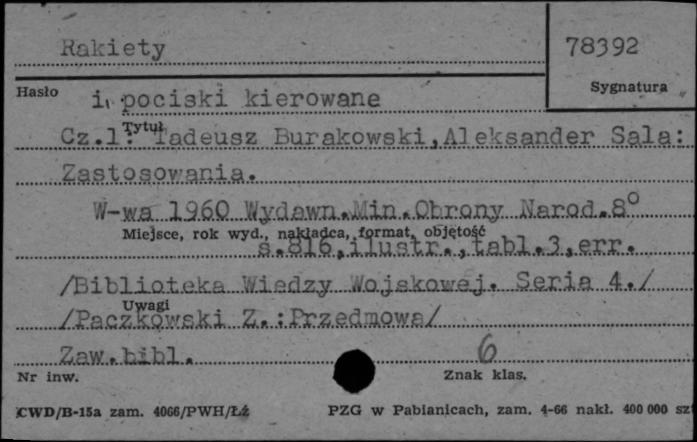 Rakiety
78392
Hasło
Sygnatura
i pociski kierowane
Tytuł
Cz.1: Tadeusz Burakowski,Aleksander Sala:
Zastosowania.
W-wa 1960 Wydawn.Min.Obrony Narod.8°
Miejsce, rok wyd., nakładca, format, objętość
s.816,ilustr.,tabl.3,err.
/Biblioteka Wiedzy Wojskowej. Seria 4./
Uwagi
/Paczkowski Z.:Przedmowa/
Zaw.bibl.
6
Nr inw.
Znak klas.
CWD/B-15a zam. 4066/PWH/Łź
PZG w Pabianicach, zam. 4-66 nakł. 400 000 szt